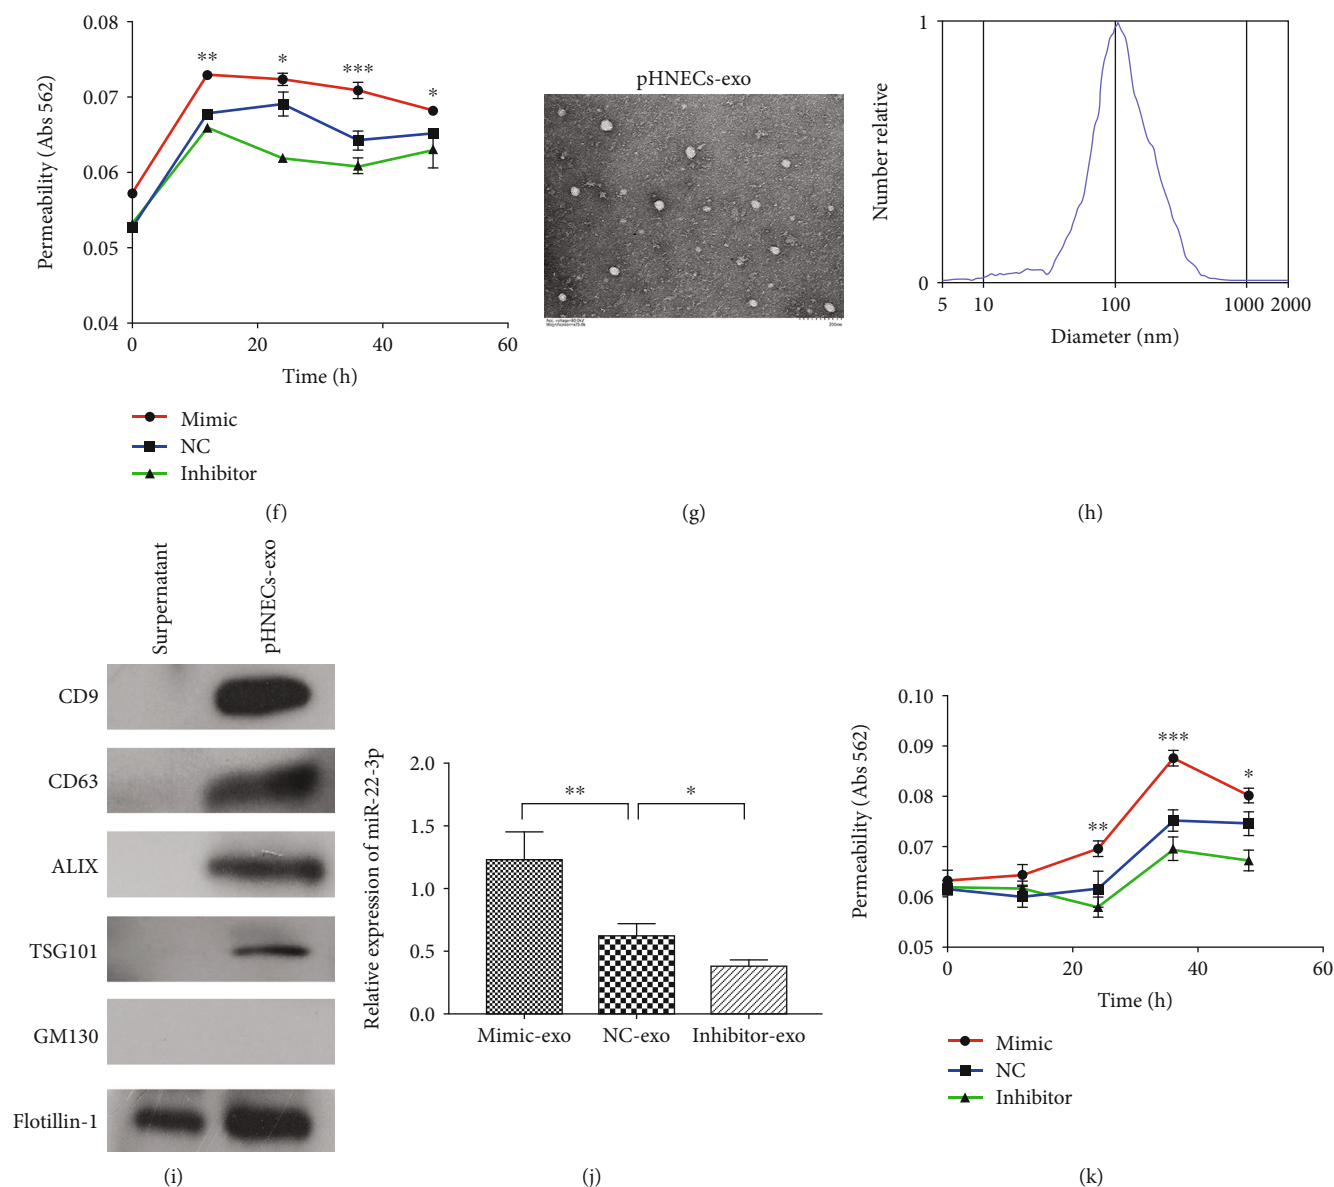 0.08
0.07
0.06
0.05
0.04
Permeability (Abs 562)
**
*
***
*
0
20
40
60
Time (h)
Mimic
NC
Inhibitor
(f)
pHNECs-exo
200nm
(g)
1
0
Number relative
5
10
100
1000
2000
Diameter (nm)
(h)
Surpernatant
pHNECs-exo
CD9
CD63
ALIX
TSG101
GM130
Flotillin-1
(i)
2.0
1.5
1.0
0.5
0.0
Relative expression of miR-22-3p
**
*
Mimic-exo
NC-exo
Inhibitor-exo
(j)
0.10
0.09
0.08
0.07
0.06
0.05
Permeability (Abs 562)
**
***
*
0
20
40
60
Time (h)
Mimic
NC
Inhibitor
(k)